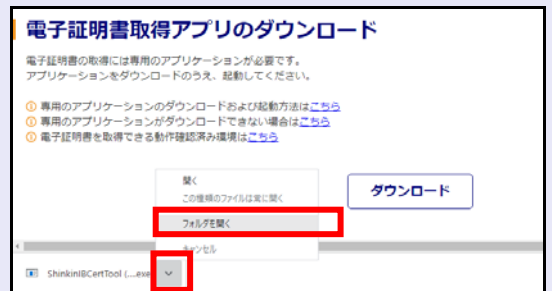 電子証明書取得アプリのダウンロード
電子証明書の取得には専用のアプリケーションが必要です。
アプリケーションをダウンロードのうえ、起動してください。
① 専用のアプリケーションのダウンロードおよび起動方法はこちら
① 専用のアプリケーションがダウンロードできない場合はこちら
① 電子証明書を取得できる動作確認済み環境はこちら
開く
この種類のファイルは常に開く
ダウンロード
フォルダを開く
キャンセル
ShinkinIBCertTool (....exe